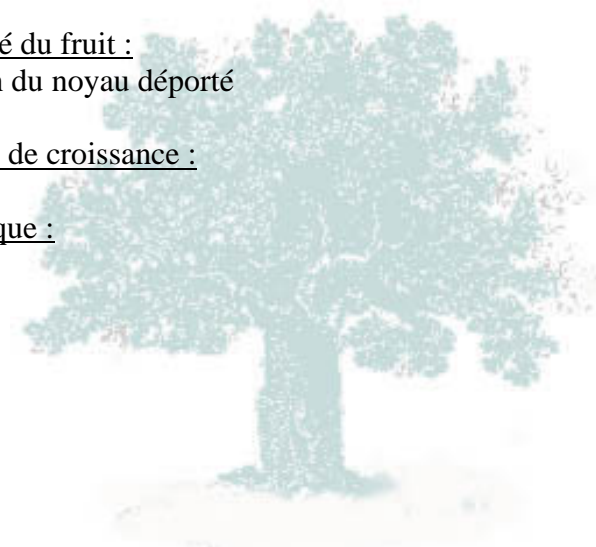 é du fruit :
n du noyau déporté
de croissance :
que :